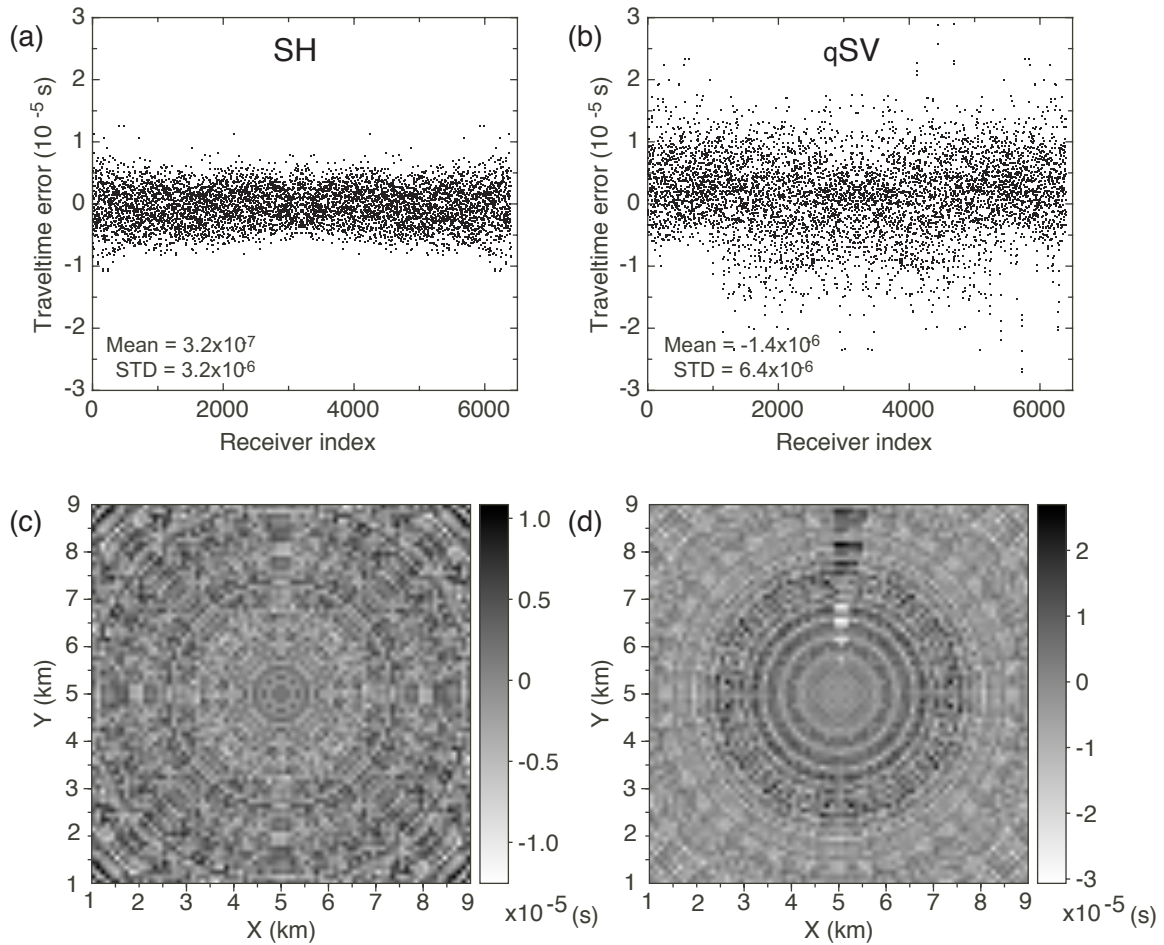 (a)
SH
3
2
1
0
-1
-2
-3
Traveltime error (10 -5 s)
Mean = 3.2x10-7
STD = 3.2x10-6
0 2000 4000 6000
Receiver index
(b)
qSV
3
2
1
0
-1
-2
-3
Traveltime error (10 -5 s)
Mean = -1.4x10-6
STD = 6.4x10-6
0 2000 4000 6000
Receiver index
(c)
9
8
7
6
5
4
3
2
1
Y (km)
1 2 3 4 5 6 7 8 9
X (km)
1.0
0.5
0
-0.5
-1.0
x10 -5 (s)
(d)
9
8
7
6
5
4
3
2
1
Y (km)
1 2 3 4 5 6 7 8 9
X (km)
2
1
0
-1
-2
-3
x10 -5 (s)